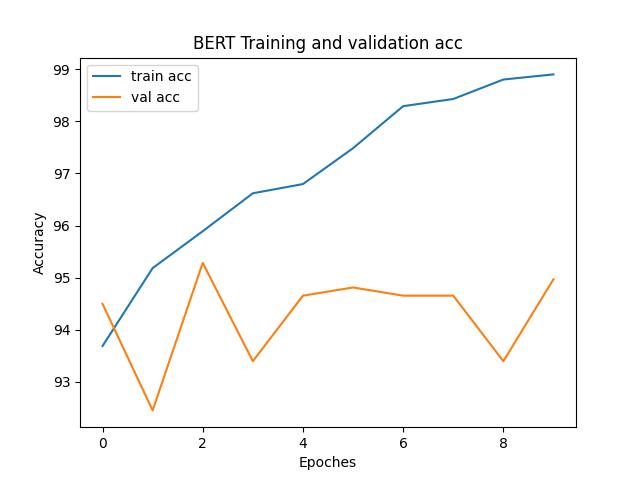 BERT Training and validation acc
train acc
val acc
99
98
97
96
95
94
93
Accuracy
0 2 4 6 8
Epoches